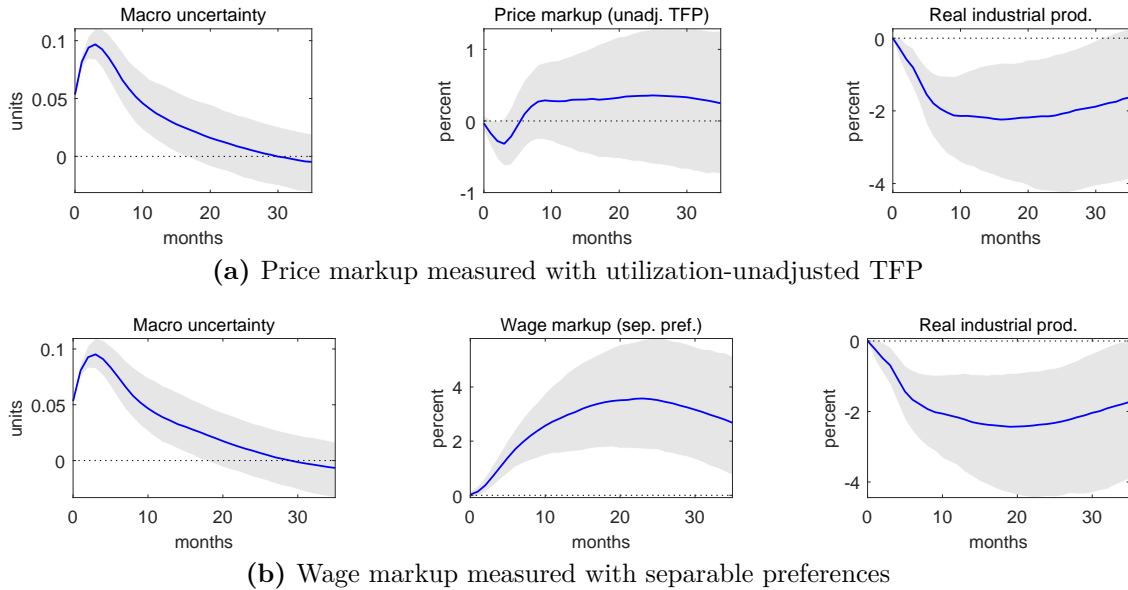 Macro uncertainty
units
0.1
0.05
0
0
10
20
30
months
Price markup (unadj. TFP)
percent
1
0
-1
0
10
20
30
months
Real industrial prod.
percent
0
-2
-4
0
10
20
30
months
(a) Price markup measured with utilization-unadjusted TFP
Macro uncertainty
units
0.1
0.05
0
0
10
20
30
months
Wage markup (sep. pref.)
percent
4
2
0
0
10
20
30
months
Real industrial prod.
percent
0
-2
-4
0
10
20
30
months
(b) Wage markup measured with separable preferences